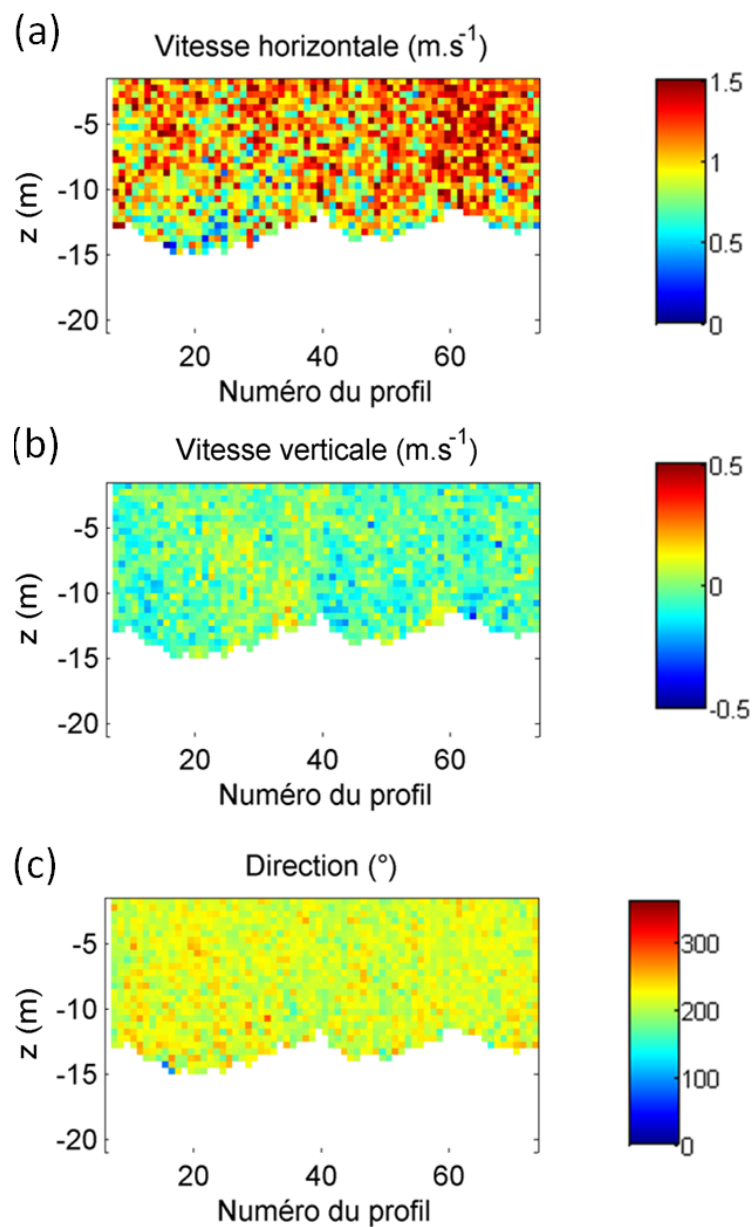 (a)
Vitesse horizontale (m.s-1)
z (m)
-5
-10
-15
-20
20
40
60
Numéro du profil
1.5
1
0.5
0
(b)
Vitesse verticale (m.s-1)
z (m)
-5
-10
-15
-20
20
40
60
Numéro du profil
0.5
0
-0.5
(c)
Direction (°)
z (m)
-5
-10
-15
-20
20
40
60
Numéro du profil
300
200
100
0